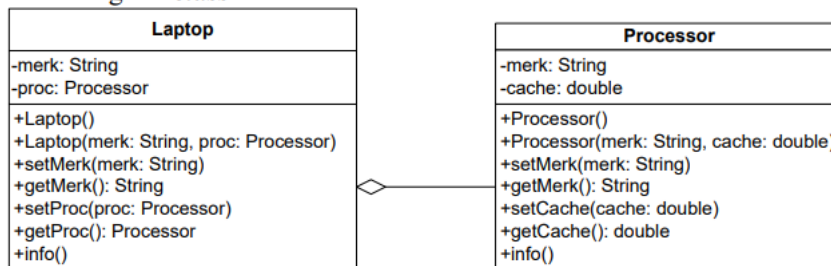 Laptop
-merk: String
-proc: Processor
+Laptop()
+Laptop(merk: String, proc: Processor)
+setMerk(merk: String)
+getMerk(): String
+setProc(proc: Processor)
+getProc(): Processor
+info()
Processor
-merk: String
-cache: double
+Processor()
+Processor(merk: String, cache: double)
+setMerk(merk: String)
+getMerk(): String
+setCache(cache: double)
+getCache(): double
+info()